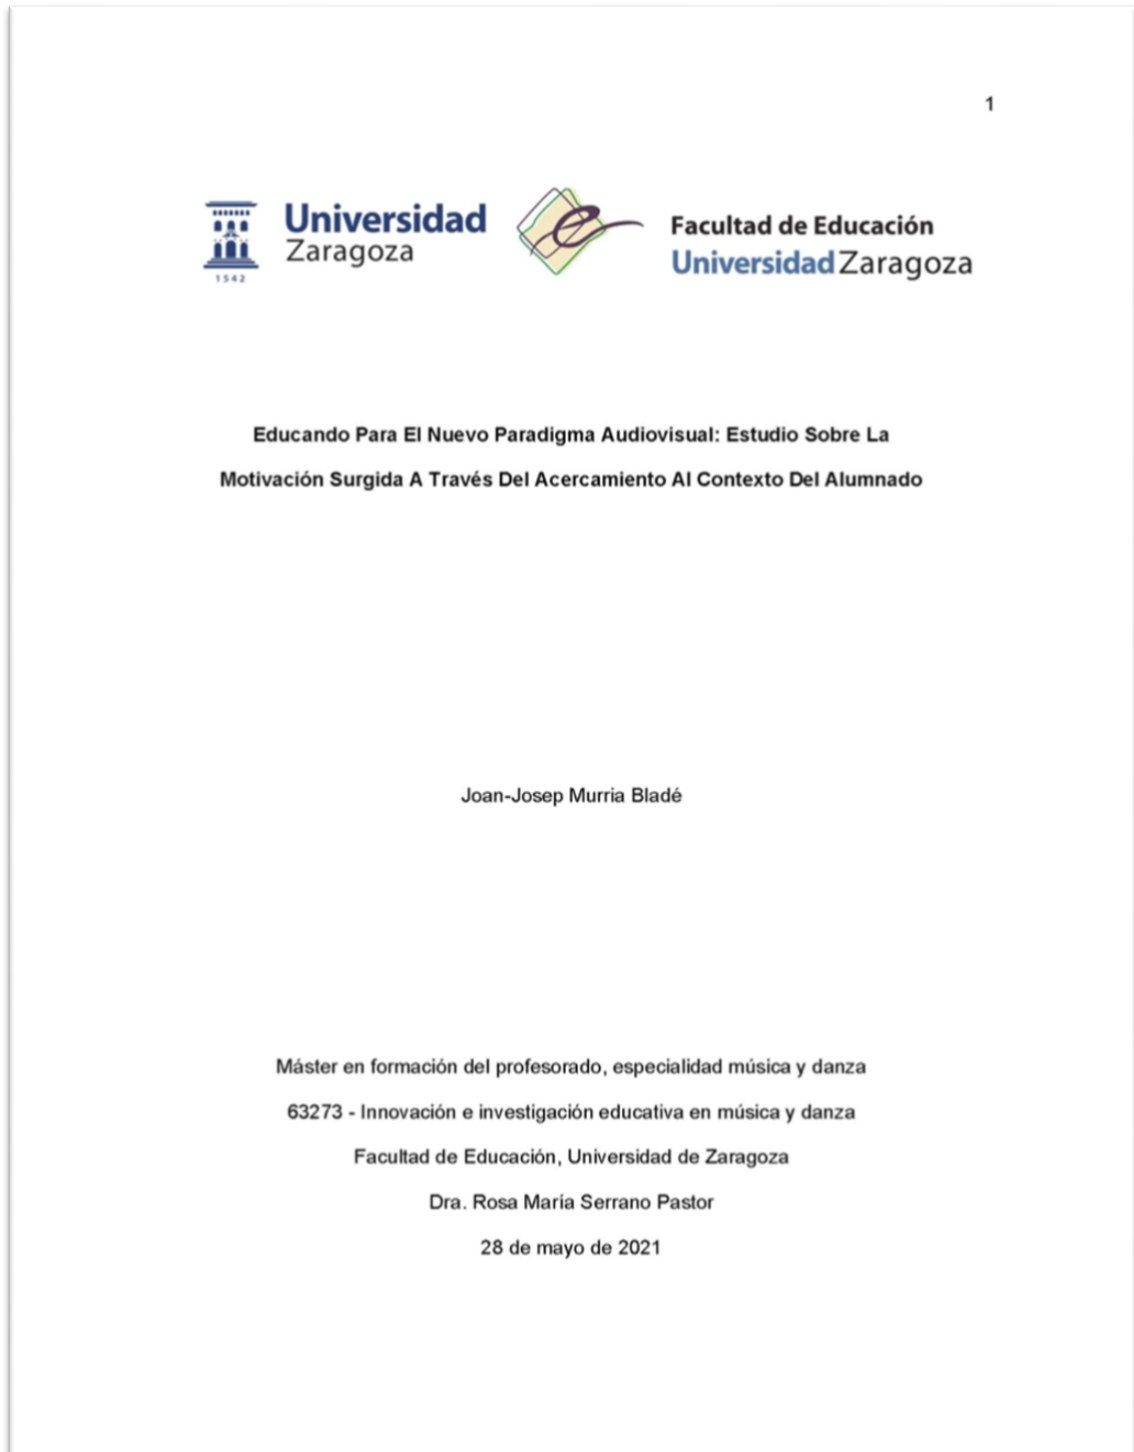 1
Universidad
Zaragoza
1542
Facultad de Educación
Universidad Zaragoza
Educando Para El Nuevo Paradigma Audiovisual: Estudio Sobre La
Motivación Surgida A Través Del Acercamiento Al Contexto Del Alumnado
Joan-Josep Murria Bladé
Máster en formación del profesorado, especialidad música y danza
63273 - Innovación e investigación educativa en música y danza
Facultad de Educación, Universidad de Zaragoza
Dra. Rosa María Serrano Pastor
28 de mayo de 2021